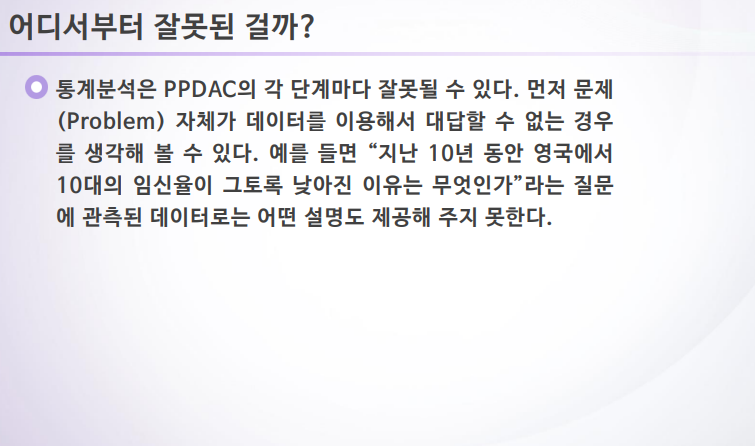 어디서부터 잘못된 걸까?
통계분석은 PPDAC의 각 단계마다 잘못될 수 있다. 먼저 문제
(Problem) 자체가 데이터를 이용해서 대답할 수 없는 경우
를 생각해 볼 수 있다. 예를 들면 “지난 10년 동안 영국에서
10대의 임신율이 그토록 낮아진 이유는 무엇인가”라는 질문
에 관측된 데이터로는 어떤 설명도 제공해 주지 못한다.